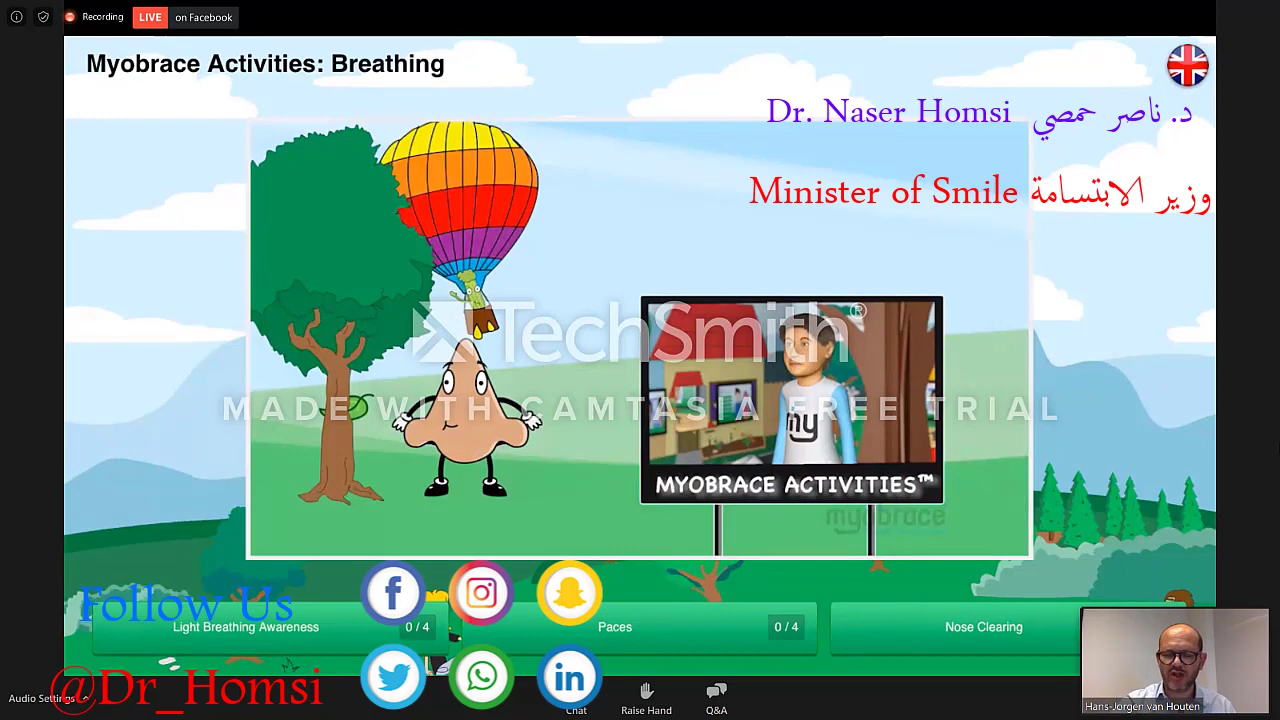 Recording
LIVE on Facebook
Myobrace Activities: Breathing
Dr. Naser Homsi د. ناصر حمصي
Minister of Smile وزير الابتسامة
TechSmith®
MADE WITH CAMTASIA FREE TRIAL
my
MYOBRACE ACTIVITIES™
myobrace
Follow Us
Light Breathing Awareness 0 / 4
Paces 0 / 4
Nose Clearing
@Dr_Homsi
Audio Settings
Chat
Raise Hand
Q&A
Hans-Jorgen van Houten